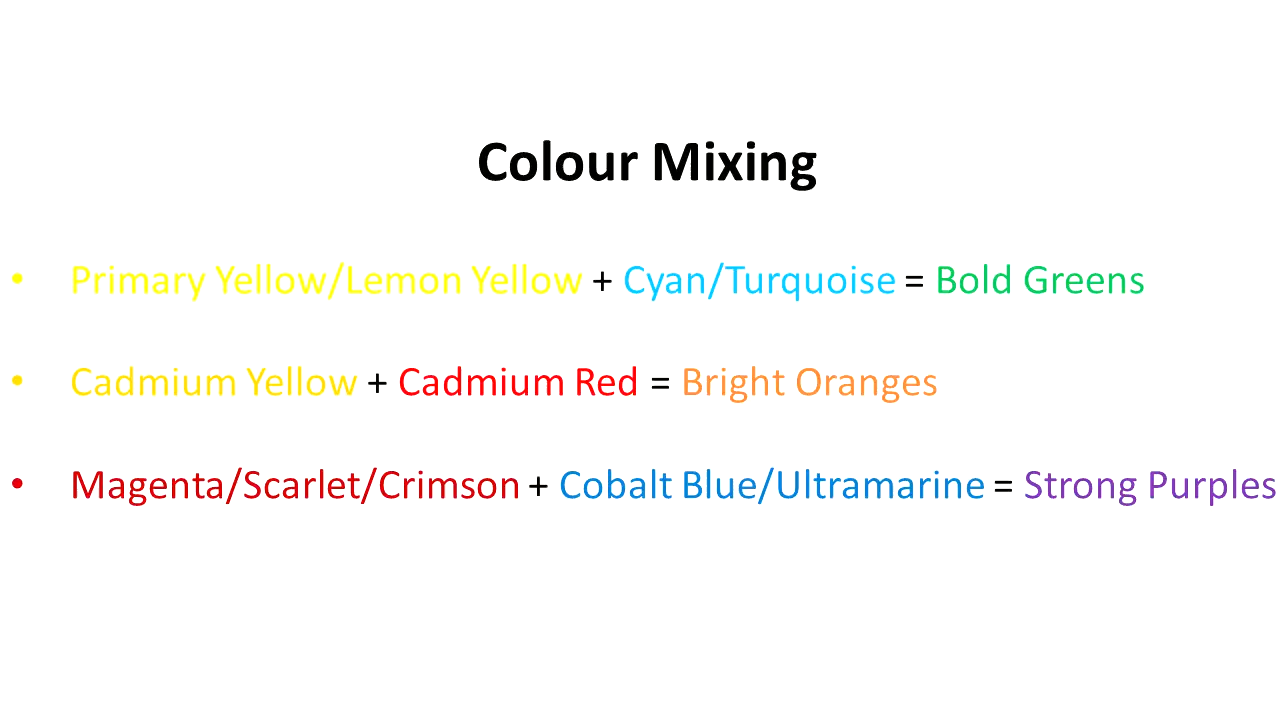 Colour Mixing
• Primary Yellow/Lemon Yellow + Cyan/Turquoise = Bold Greens
• Cadmium Yellow + Cadmium Red = Bright Oranges
• Magenta/Scarlet/Crimson + Cobalt Blue/Ultramarine = Strong Purples